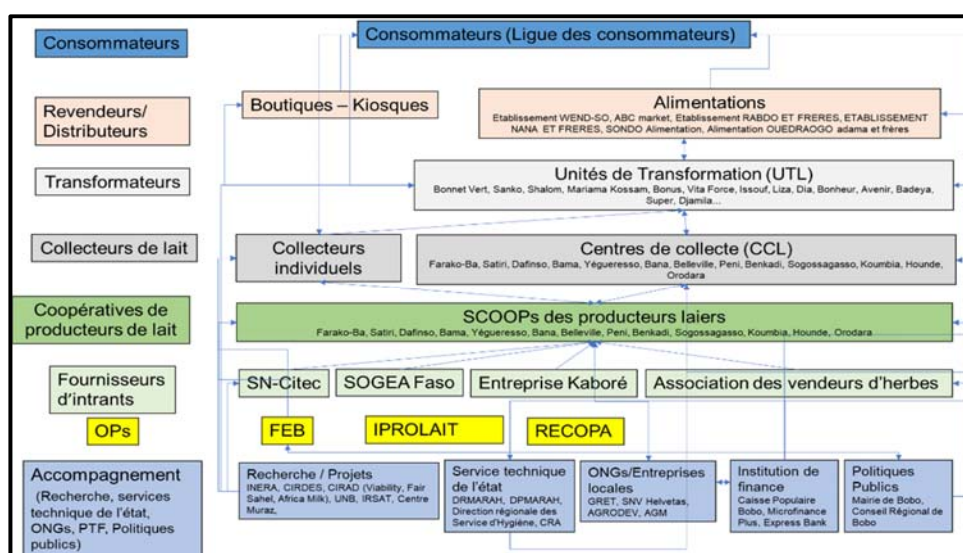 Consommateurs
Consommateurs (Ligue des consommateurs)
Revendeurs/
Distributeurs
Boutiques – Kiosques
Alimentations
Etablissement WEND-SO, ABC market, Etablissement RABDO ET FRERES, ETABLISSEMENT
NANA ET FRERES, SONDO Alimentation, Alimentation OUEDRAOGO adama et frères
Transformateurs
Unités de Transformation (UTL)
Bonnet Vert, Sanko, Shalom, Mariama Kossam, Bonus, Vita Force, Issouf, Liza, Dia, Bonheur, Avenir, Badeya,
Super, Djamila...
Collecteurs de lait
Collecteurs
individuels
Centres de collecte (CCL)
Farako-Ba, Satiri, Dafinso, Bama, Yégueresso, Bana, Belleville, Peni, Benkadi, Sogossagasso, Koumbia, Hounde,
Orodara
Coopératives de
producteurs de lait
SCOOPs des producteurs laiers
Farako-Ba, Satiri, Dafinso, Bama, Yégueresso, Bana, Belleville, Peni, Benkadi, Sogossagasso, Koumbia, Hounde, Orodara
Fournisseurs
d'intrants
SN-Citec
SOGEA Faso
Entreprise Kaboré
Association des vendeurs d'herbes
OPs
FEB
IPROLAIT
RECOPA
Accompagnement
(Recherche, services
technique de l'état,
ONGs, PTF, Politiques
publics)
Recherche / Projets
INERA, CIRDES, CIRAD (Viability, Fair
Sahel, Africa Milk), UNB, IRSAT, Centre
Muraz,
Service technique
de l'état
DRMARAH, DPMARAH,
Direction régionale des
Service d'Hygiène, CRA
ONGs/Entreprises
locales
GRET, SNV Helvetas,
AGRODEV, AGM
Institution de
finance
Caisse Populaire
Bobo, Microfinance
Plus, Express Bank
Politiques
Publics
Mairie de Bobo,
Conseil Régional de
Bobo